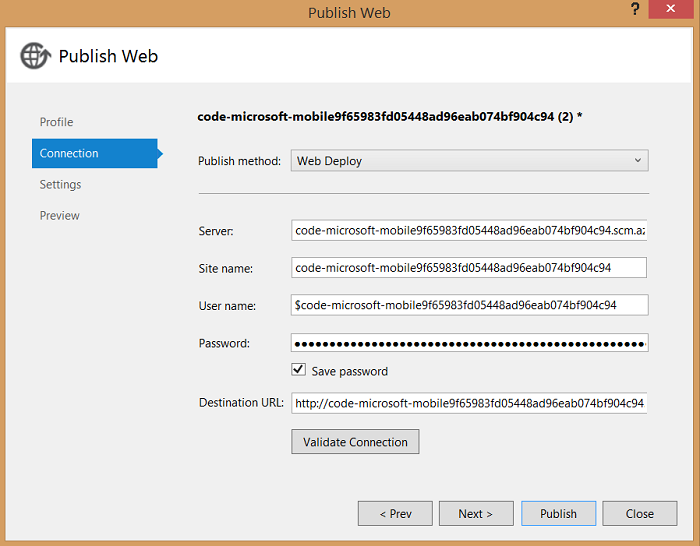 Publish Web
?
Publish Web
Profile
Connection
Settings
Preview
code-microsoft-mobile9f65983fd05448ad96eab074bf904c94 (2) *
Publish method: Web Deploy
Server: code-microsoft-mobile9f65983fd05448ad96eab074bf904c94.scm.az
Site name: code-microsoft-mobile9f65983fd05448ad96eab074bf904c94
User name: $code-microsoft-mobile9f65983fd05448ad96eab074bf904c94
Password:
Save password
Destination URL: http://code-microsoft-mobile9f65983fd05448ad96eab074bf904c94
Validate Connection
< Prev Next > Publish Close